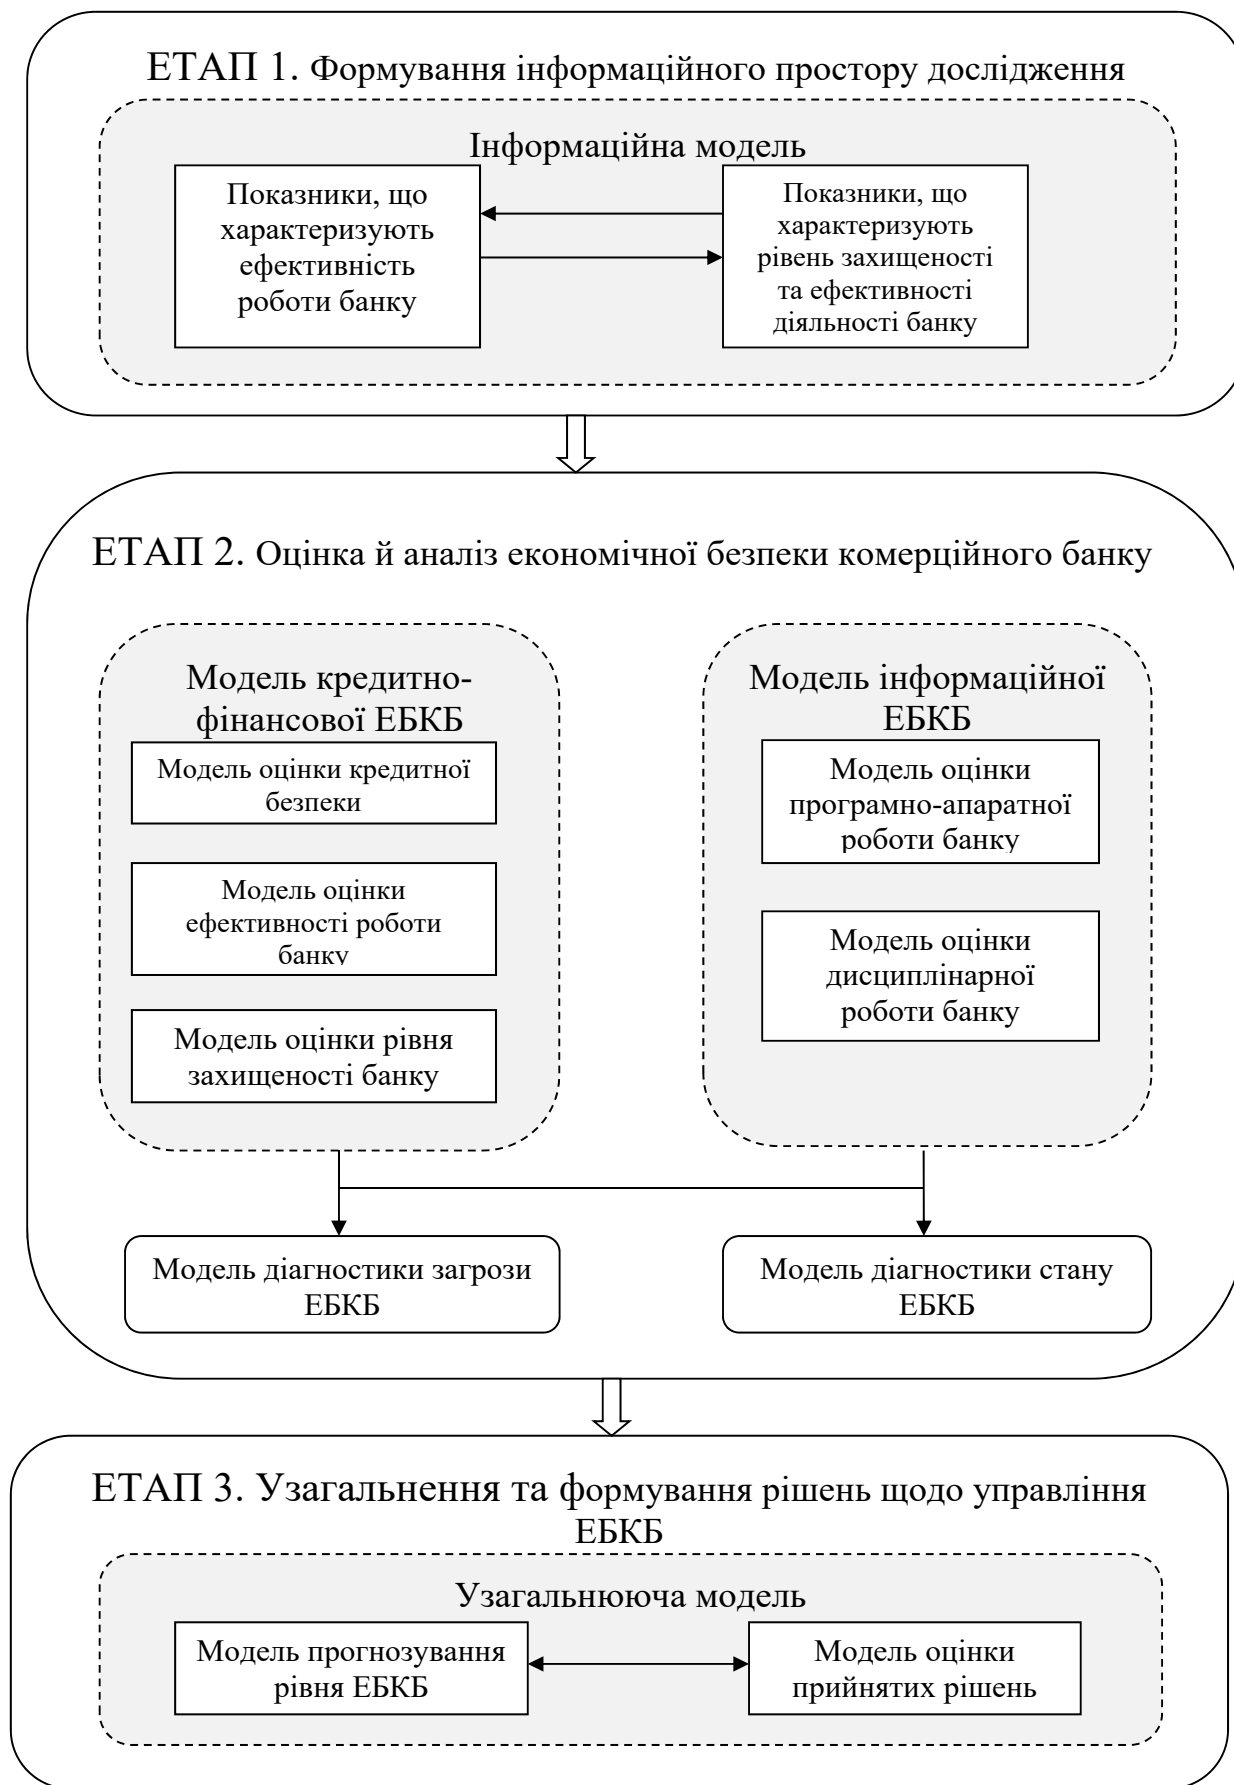 ЕТАП 1. Формування інформаційного простору дослідження
Інформаційна модель
Показники, що
характеризують
ефективність
роботи банку
Показники, що
характеризують
рівень захищеності
та ефективності
діяльності банку
ЕТАП 2. Оцінка й аналіз економічної безпеки комерційного банку
Модель кредитно-
фінансової ЕБКБ
Модель оцінки кредитної
безпеки
Модель оцінки
ефективності роботи
банку
Модель оцінки рівня
захищеності банку
Модель інформаційної
ЕБКБ
Модель оцінки
програмно-апаратної
роботи банку
Модель оцінки
дисциплінарної
роботи банку
Модель діагностики загрози
ЕБКБ
Модель діагностики стану
ЕБКБ
ЕТАП 3. Узагальнення та формування рішень щодо управління
ЕБКБ
Узагальнююча модель
Модель прогнозування
рівня ЕБКБ
Модель оцінки
прийнятих рішень